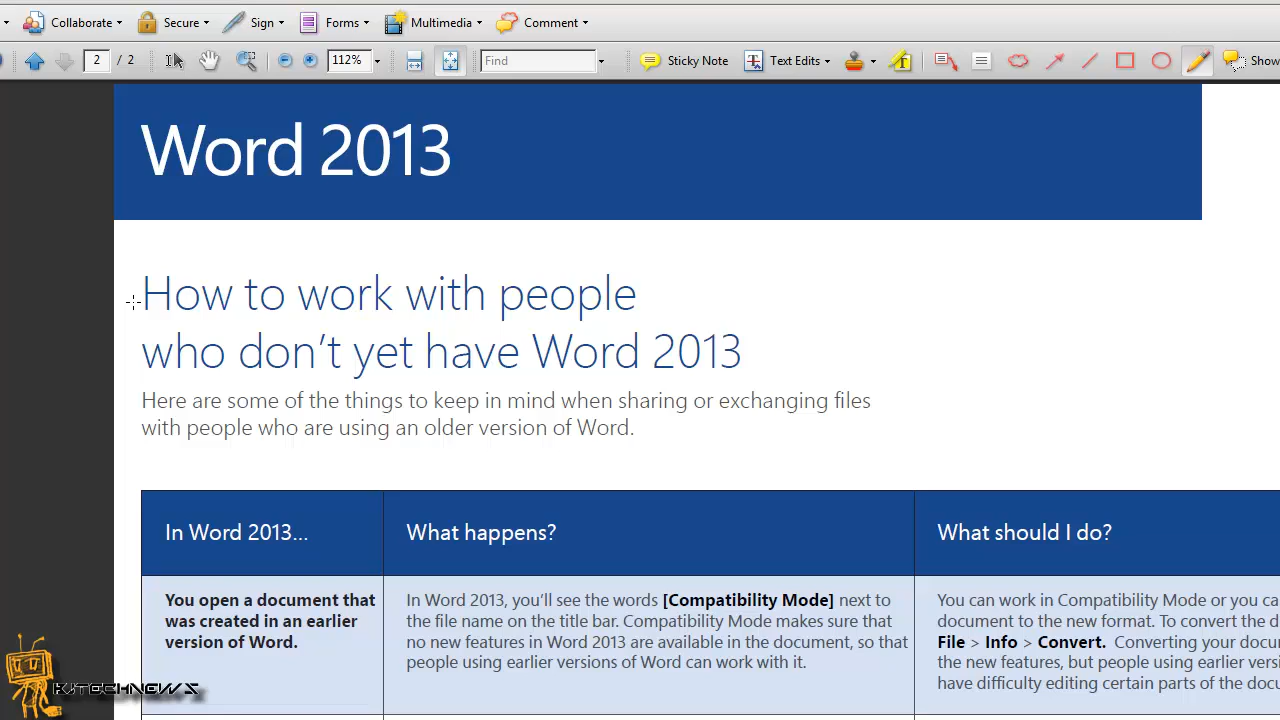 Collaborate Secure Sign Forms Multimedia Comment
2 / 2 112% Find Sticky Note Text Edits Show
Word 2013
How to work with people
who don't yet have Word 2013
Here are some of the things to keep in mind when sharing or exchanging files
with people who are using an older version of Word.
In Word 2013... What happens? What should I do?
You open a document that
was created in an earlier
version of Word.
In Word 2013, you'll see the words [Compatibility Mode] next to
the file name on the title bar. Compatibility Mode makes sure that
no new features in Word 2013 are available in the document, so that
people using earlier versions of Word can work with it.
You can work in Compatibility Mode or you ca
document to the new format. To convert the d
File > Info > Convert. Converting your docu
the new features, but people using earlier versi
have difficulty editing certain parts of the docu